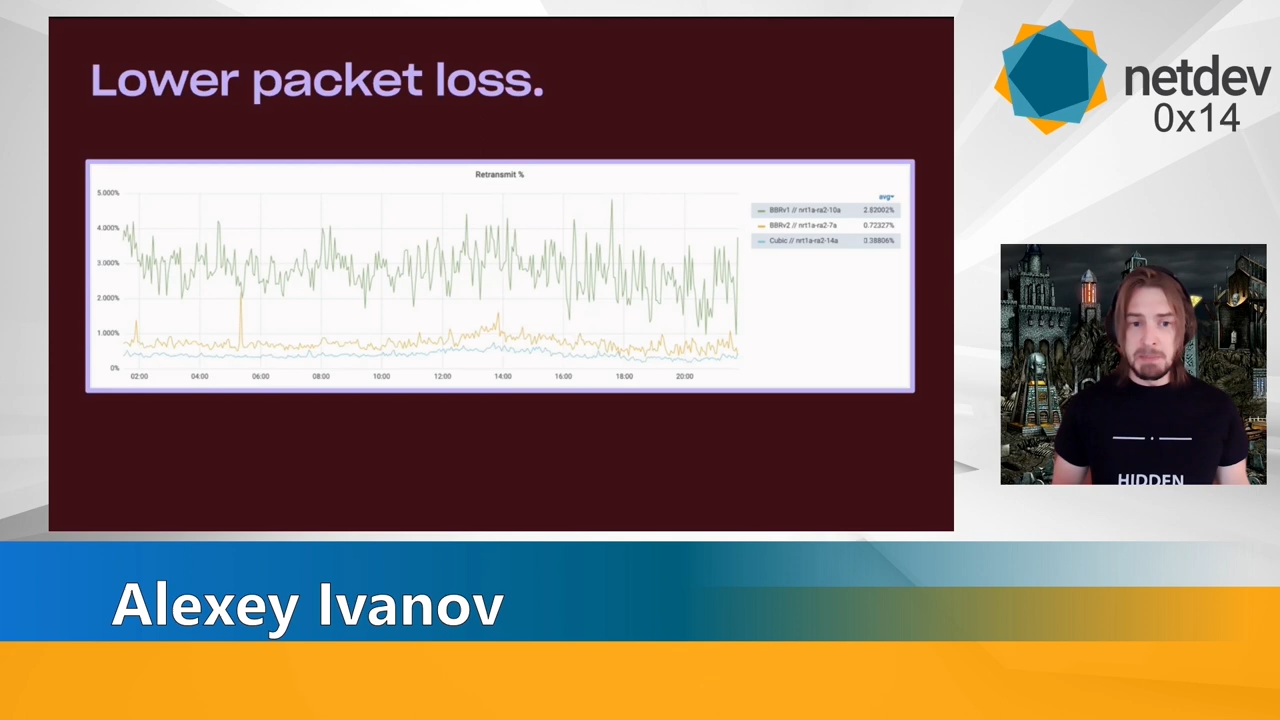 Lower packet loss.
Retransmit %
5.000%
4.000%
3.000%
2.000%
1.000%
0%
02:00 04:00 06:00 08:00 10:00 12:00 14:00 16:00 18:00 20:00
avg
BBRv1 // nrt1a-ra2-10a 2.82002%
BBRv2 // nrt1a-ra2-7a 0.72327%
Cubic // nrt1a-ra2-14a 0.38806%
netdev
0x14
HIDDEN
Alexey Ivanov